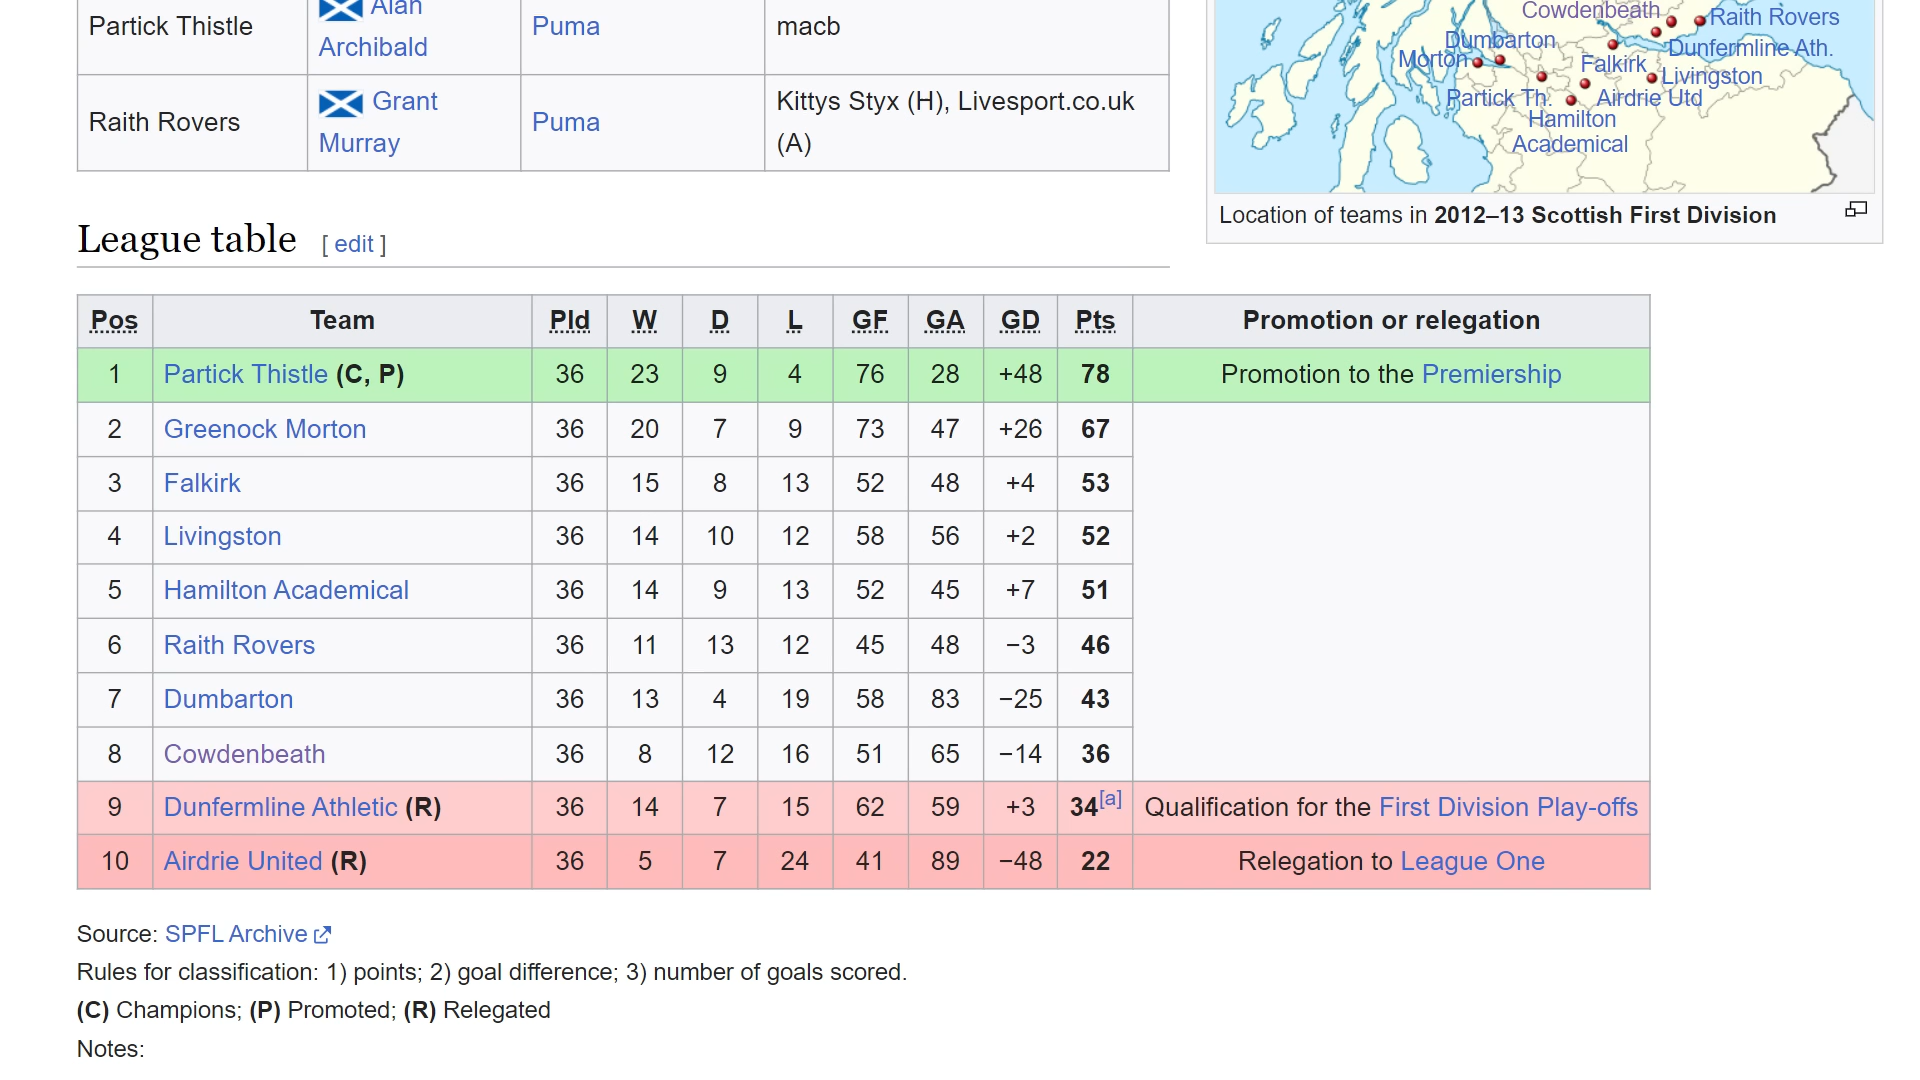 Partick Thistle Alan Archibald Puma macb
Raith Rovers Grant Murray Puma Kittys Styx (H), Livesport.co.uk (A)
Cowdenbeath
Raith Rovers
Dumbarton
Dunfermline Ath.
Morton
Falkirk
Livingston
Partick Th.
Airdrie Utd
Hamilton
Academical
Location of teams in 2012–13 Scottish First Division
League table [ edit ]
Pos Team Pld W D L GF GA GD Pts Promotion or relegation
1 Partick Thistle (C, P) 36 23 9 4 76 28 +48 78 Promotion to the Premiership
2 Greenock Morton 36 20 7 9 73 47 +26 67
3 Falkirk 36 15 8 13 52 48 +4 53
4 Livingston 36 14 10 12 58 56 +2 52
5 Hamilton Academical 36 14 9 13 52 45 +7 51
6 Raith Rovers 36 11 13 12 45 48 −3 46
7 Dumbarton 36 13 4 19 58 83 −25 43
8 Cowdenbeath 36 8 12 16 51 65 −14 36
9 Dunfermline Athletic (R) 36 14 7 15 62 59 +3 34[a] Qualification for the First Division Play-offs
10 Airdrie United (R) 36 5 7 24 41 89 −48 22 Relegation to League One
Source: SPFL Archive
Rules for classification: 1) points; 2) goal difference; 3) number of goals scored.
(C) Champions; (P) Promoted; (R) Relegated
Notes: